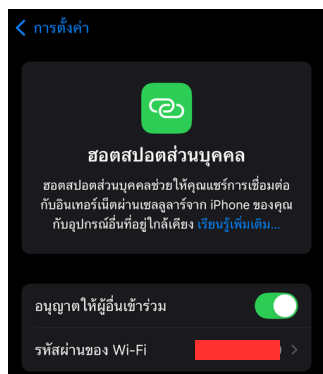 การตั้งค่า
ฮอตสปอตส่วนบุคคล
ฮอตสปอตส่วนบุคคลช่วยให้คุณแชร์การเชื่อมต่อ
กับอินเทอร์เน็ตผ่านเซลลูลาร์จาก iPhone ของคุณ
กับอุปกรณ์อื่นที่อยู่ใกล้เคียง เรียนรู้เพิ่มเติม...
อนุญาตให้ผู้อื่นเข้าร่วม
รหัสผ่านของ Wi-Fi